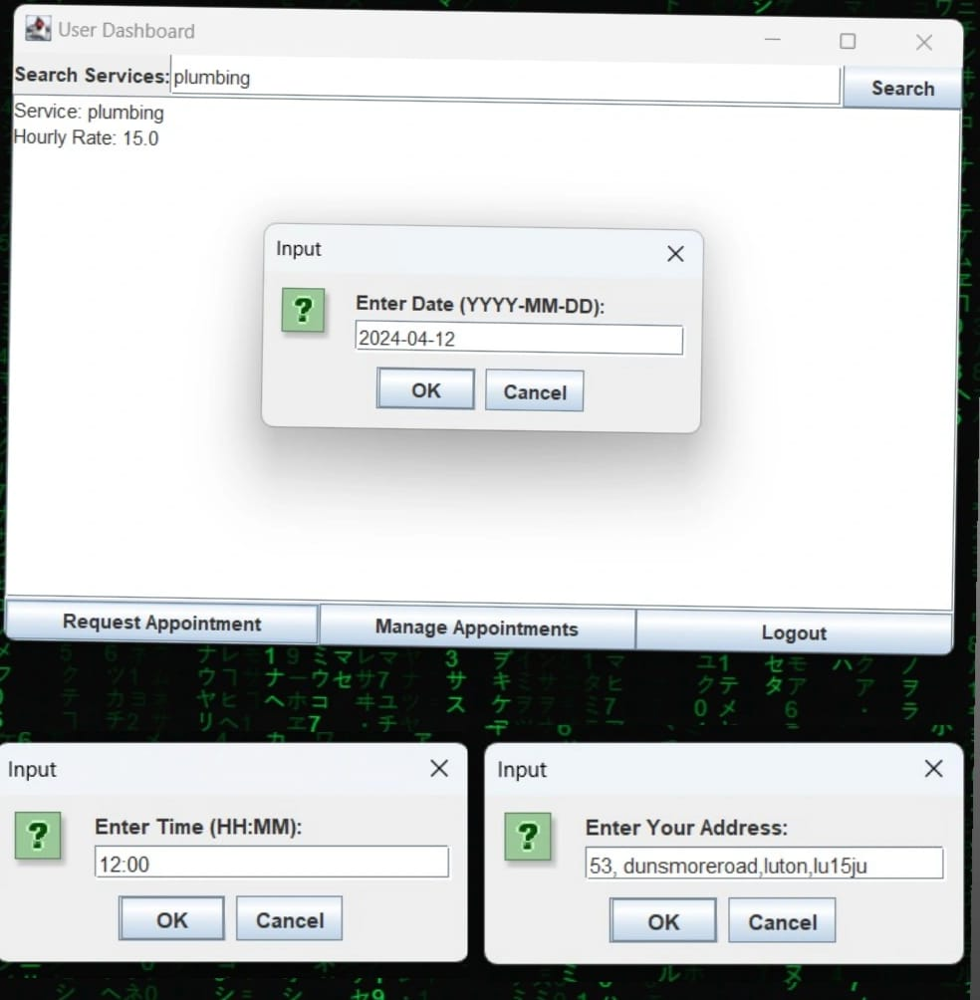 User Dashboard
Search Services: plumbing Search
Service: plumbing
Hourly Rate: 15.0
Input
Enter Date (YYYY-MM-DD):
2024-04-12
OK Cancel
Request Appointment Manage Appointments Logout
Input
Enter Time (HH:MM):
12:00
OK Cancel
Input
Enter Your Address:
53, dunsmoreroad,luton,lu15ju
OK Cancel